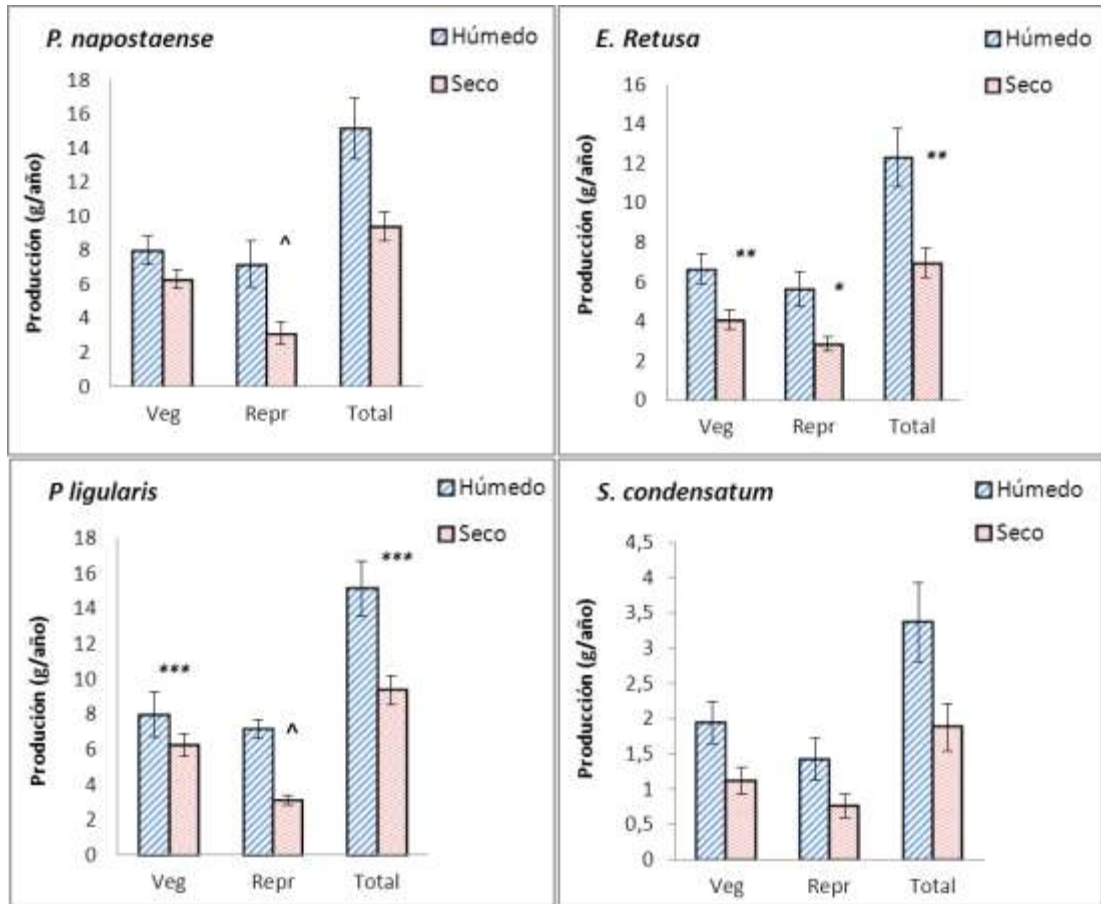 P. napostaense
Húmedo
Seco
Producción (g/año)
18
16
14
12
10
8
6
4
2
0
^
Veg Repr Total
E. Retusa
Húmedo
Seco
Producción (g/año)
16
14
12
10
8
6
4
2
0
** * **
Veg Repr Total
P ligularis
Húmedo
Seco
Produción (g/año)
18
16
14
12
10
8
6
4
2
0
*** ^ ***
Veg Repr Total
S. condensatum
Húmedo
Seco
Producción (g/año)
4,5
4
3,5
3
2,5
2
1,5
1
0,5
0
Veg Repr Total